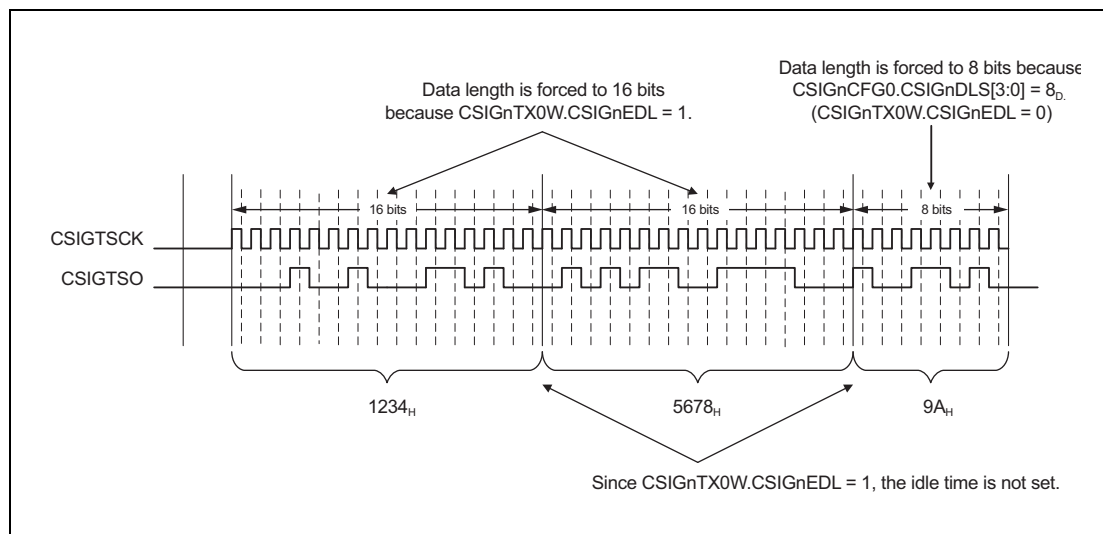 Data length is forced to 16 bits
because CSIGnTX0W.CSIGnEDL = 1.
Data length is forced to 8 bits because
CSIGnCFG0.CSIGnDLS[3:0] = 8D.
(CSIGnTX0W.CSIGnEDL = 0)
16 bits
16 bits
8 bits
CSIGTSCK
CSIGTSO
1234H
5678H
9AH
Since CSIGnTX0W.CSIGnEDL = 1, the idle time is not set.